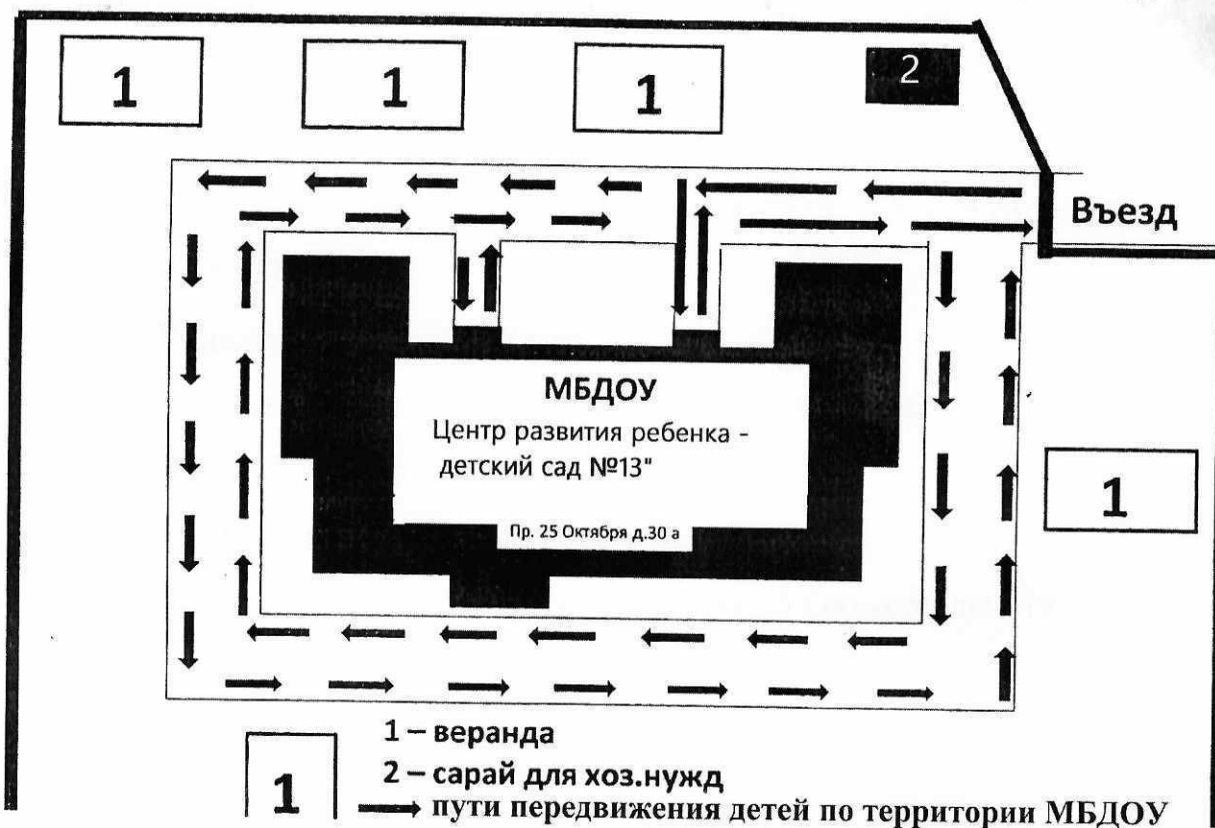 1
1
1
2
Въезд
МБДОУ
Центр развития ребенка -
детский сад №13"
Пр. 25 Октября д.30 а
1
1
1 – веранда
2 – сарай для хоз.нужд
пути передвижения детей по территории МБДОУ